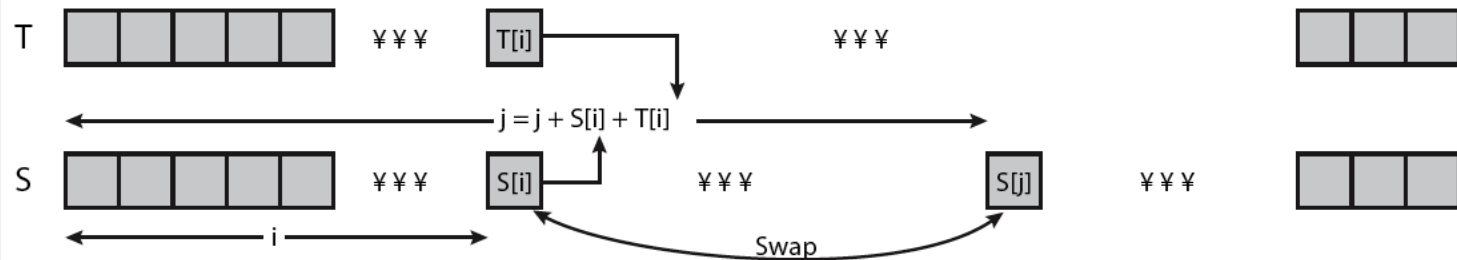 T ¥ ¥ ¥ T[i] ¥ ¥ ¥
j = j + S[i] + T[i]
S ¥ ¥ ¥ S[i] ¥ ¥ ¥ S[j] ¥ ¥ ¥
i
Swap